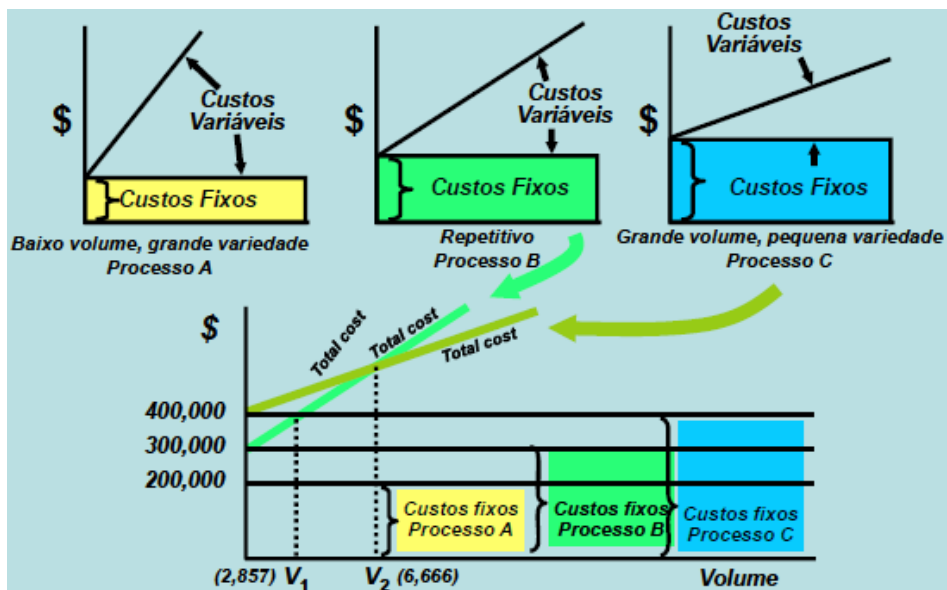 $
Custos
Variáveis
Custos Fixos
Baixo volume, grande variedade
Processo A
$
Custos
Variáveis
Custos Fixos
Repetitivo
Processo B
Custos
Variáveis
$
Custos Fixos
Grande volume, pequena variedade
Processo C
$
Total cost
Total cost
Total cost
400,000
300,000
200,000
Custos fixos
Processo A
Custos fixos
Processo B
Custos fixos
Processo C
(2,857) V1
V2 (6,666)
Volume